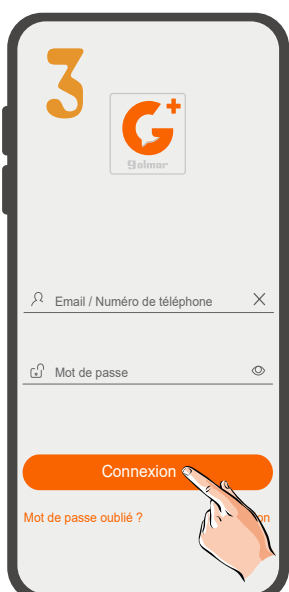 3
G+
golmar
Email / Numéro de téléphone
Mot de passe
Connexion
Mot de passe oublié ?